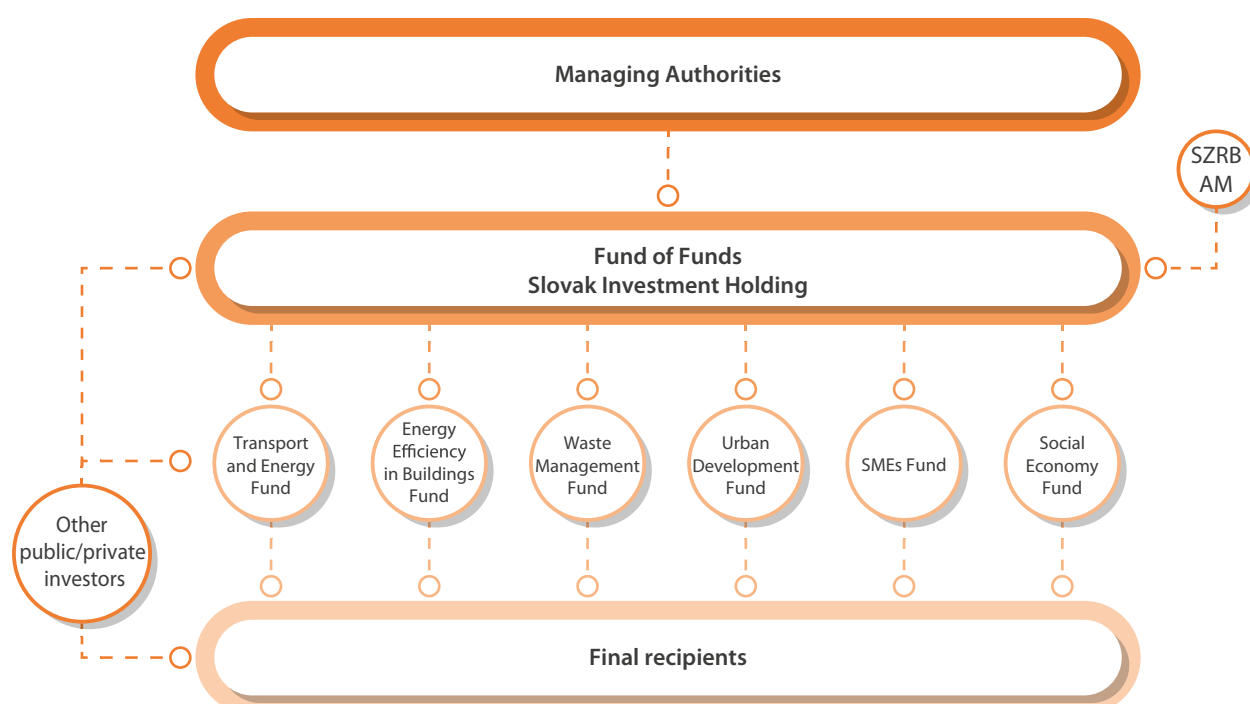 Managing Authorities
SZRB
AM
Fund of Funds
Slovak Investment Holding
Transport
and Energy
Fund
Energy
Efficiency
in Buildings
Fund
Waste
Management
Fund
Urban
Development
Fund
SMEs Fund
Social
Economy
Fund
Other
public/private
investors
Final recipients